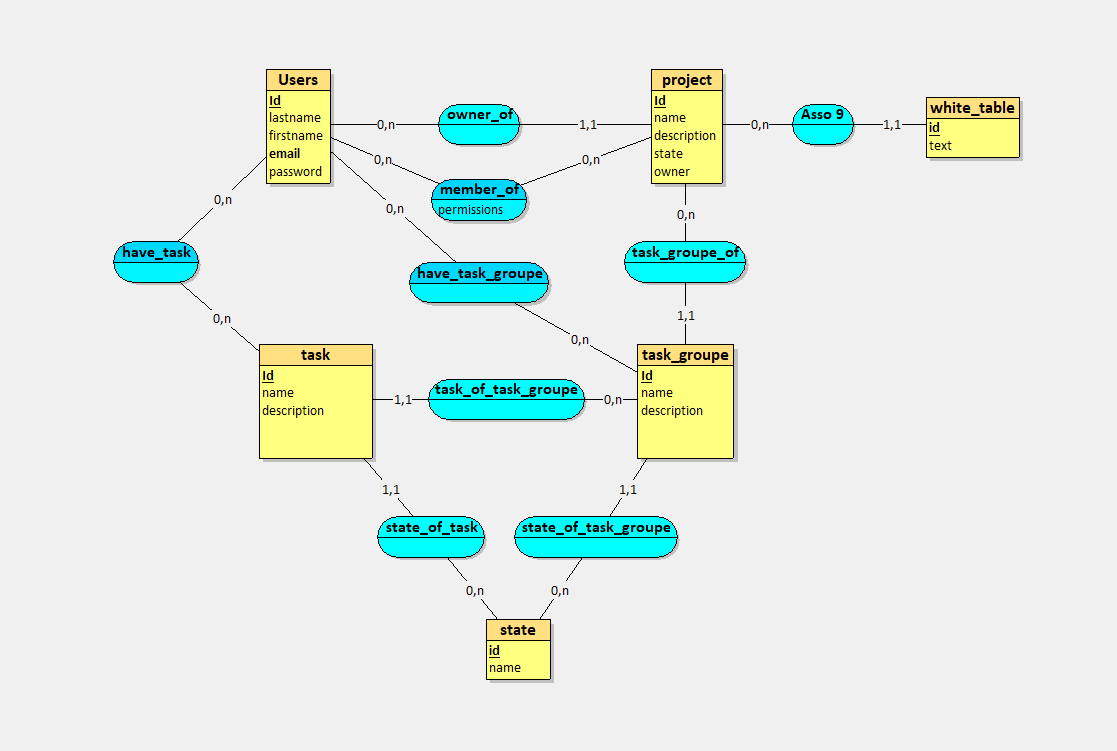 Users
Id
lastname
firstname
email
password
0,n
owner_of
1,1
project
Id
name
description
state
owner
0,n
Asso 9
1,1
white_table
id
text
0,n
member_of
permissions
0,n
0,n
0,n
0,n
have_task
have_task_groupe
task_groupe_of
0,n
0,n
1,1
task
Id
name
description
1,1
task_of_task_groupe
0,n
task_groupe
Id
name
description
1,1
1,1
state_of_task
state_of_task_groupe
0,n
0,n
state
id
name